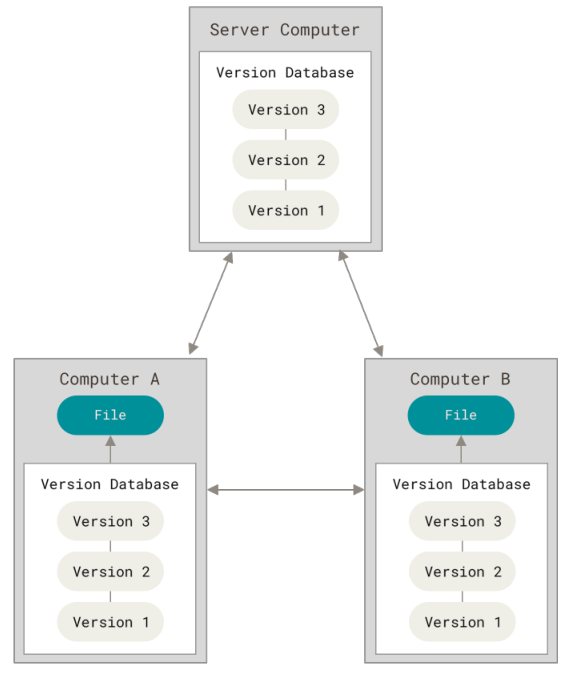 Server Computer
Version Database
Version 3
Version 2
Version 1
Computer A
File
Version Database
Version 3
Version 2
Version 1
Computer B
File
Version Database
Version 3
Version 2
Version 1